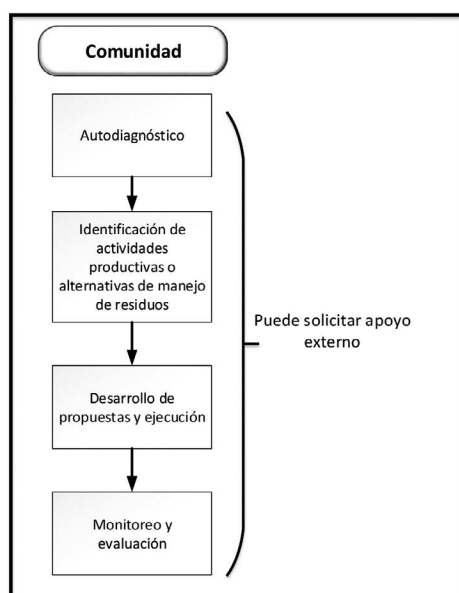 Comunidad
Autodiagnóstico
Identificación de
actividades
productivas o
alternativas de manejo
de residuos
Desarrollo de
propuestas y ejecución
Monitoreo y
evaluación
Puede solicitar apoyo
externo